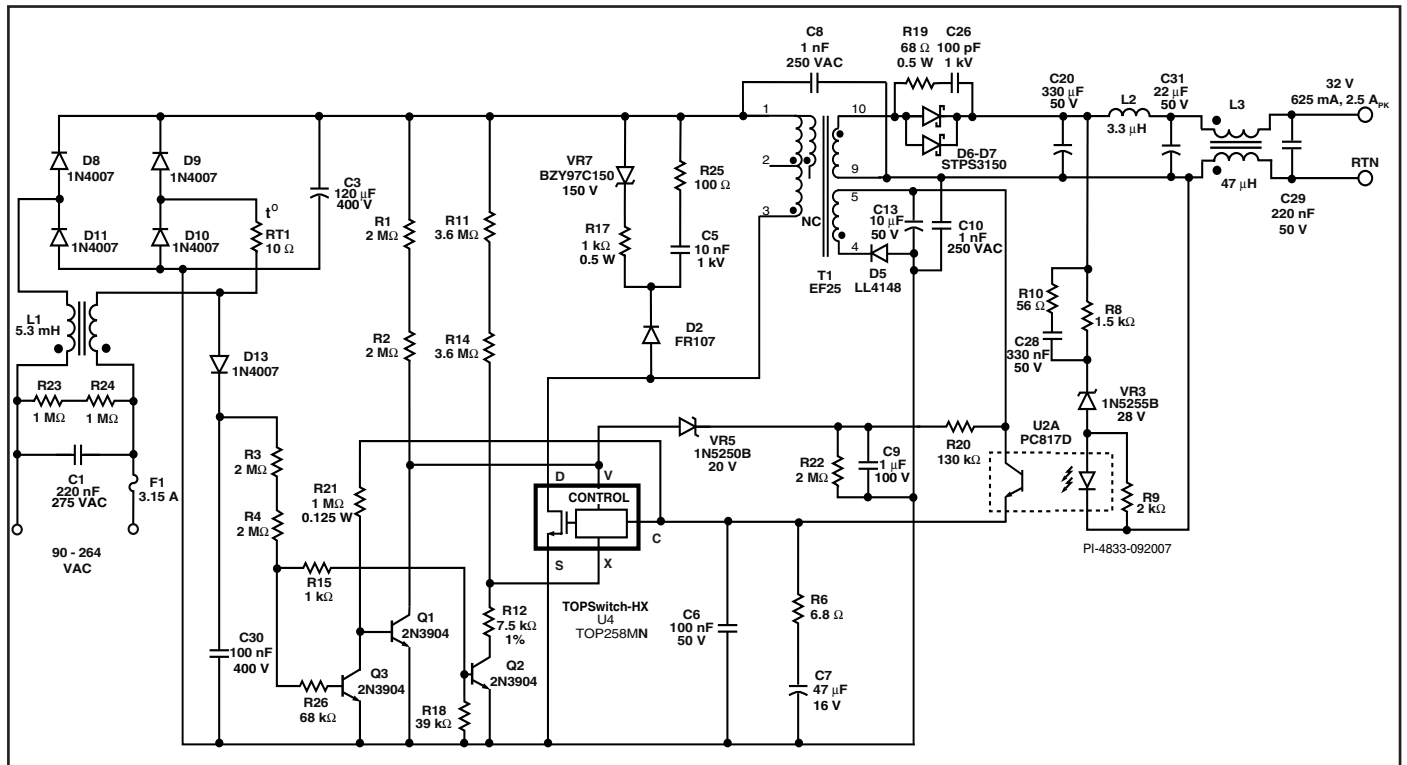 C8
1 nF
250 VAC
R19
68 Ω
0.5 W
C26
100 pF
1 kV
C20
330 µF
50 V
C31
22 µF
50 V
L2
3.3 µH
L3
47 µH
32 V
625 mA, 2.5 A_PK
RTN
C29
220 nF
50 V
D8
1N4007
D9
1N4007
D11
1N4007
D10
1N4007
C3
120 µF
400 V
t°
RT1
10 Ω
R1
2 MΩ
R11
3.6 MΩ
VR7
BZY97C150
150 V
R25
100 Ω
R17
1 kΩ
0.5 W
C5
10 nF
1 kV
1
2
3
NC
10
9
5
4
D6-D7
STPS3150
C13
10 µF
50 V
C10
1 nF
250 VAC
T1
EF25
D5
LL4148
L1
5.3 mH
R2
2 MΩ
R14
3.6 MΩ
D2
FR107
D13
1N4007
R10
56 Ω
R8
1.5 kΩ
C28
330 nF
50 V
R23
1 MΩ
R24
1 MΩ
C1
220 nF
275 VAC
F1
3.15 A
90 - 264
VAC
R3
2 MΩ
R4
2 MΩ
R21
1 MΩ
0.125 W
VR5
1N5250B
20 V
R22
2 MΩ
C9
1 µF
100 V
R20
130 kΩ
U2A
PC817D
VR3
1N5255B
28 V
R9
2 kΩ
PI-4833-092007
D
V
CONTROL
C
S
X
TOPSwitch-HX
U4
TOP258MN
R15
1 kΩ
R12
7.5 kΩ
1%
C30
100 nF
400 V
Q1
2N3904
Q3
2N3904
Q2
2N3904
R26
68 kΩ
R18
39 kΩ
C6
100 nF
50 V
R6
6.8 Ω
C7
47 µF
16 V